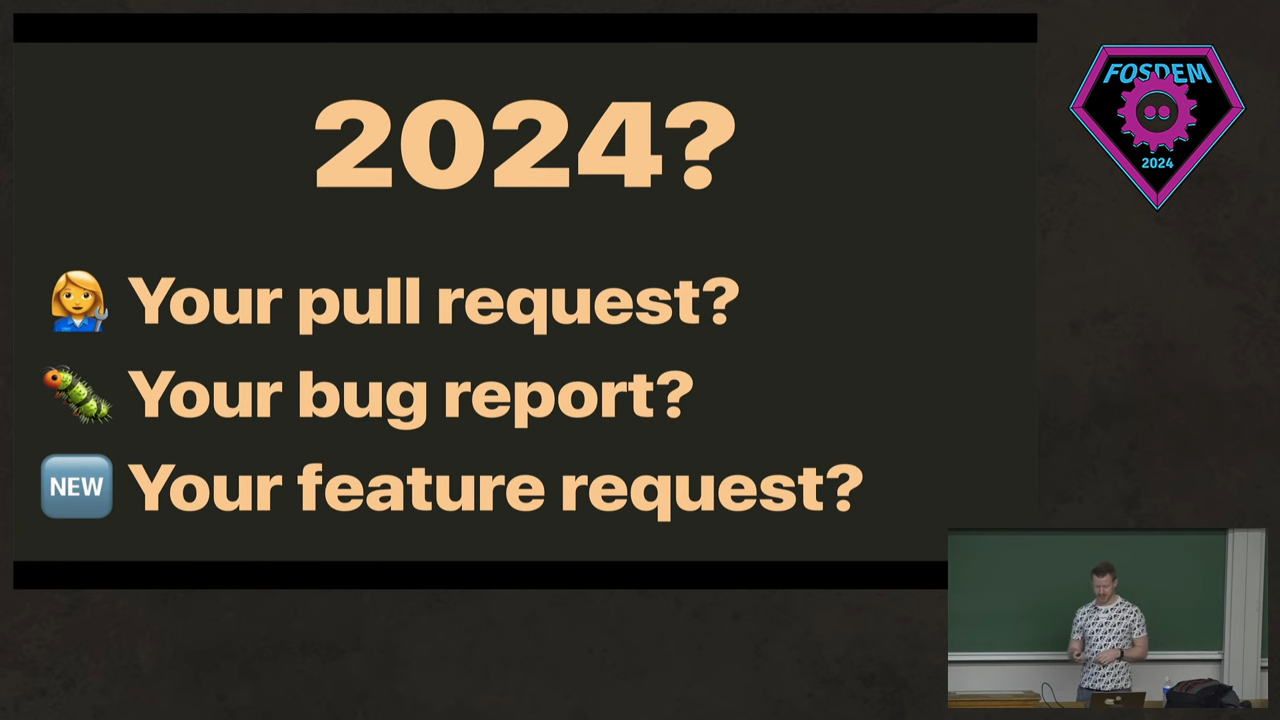 2024?
Your pull request?
Your bug report?
NEW Your feature request?
FOSDEM
2024